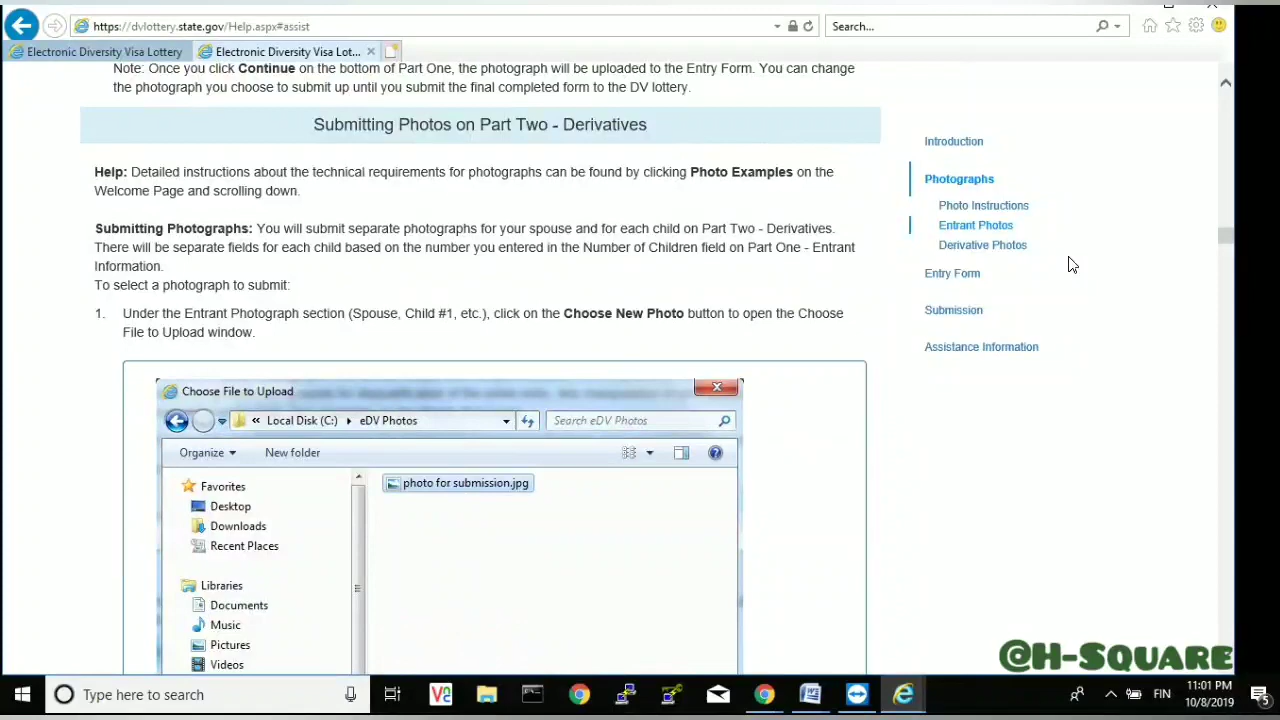 https://dvlottery.state.gov/Help.aspx#assist
Search...
Electronic Diversity Visa Lottery
Electronic Diversity Visa Lot...
Note: Once you click Continue on the bottom of Part One, the photograph will be uploaded to the Entry Form. You can change
the photograph you choose to submit up until you submit the final completed form to the DV lottery.
Submitting Photos on Part Two - Derivatives
Help: Detailed instructions about the technical requirements for photographs can be found by clicking Photo Examples on the
Welcome Page and scrolling down.
Submitting Photographs: You will submit separate photographs for your spouse and for each child on Part Two - Derivatives.
There will be separate fields for each child based on the number you entered in the Number of Children field on Part One - Entrant
Information.
To select a photograph to submit:
1. Under the Entrant Photograph section (Spouse, Child #1, etc.), click on the Choose New Photo button to open the Choose
File to Upload window.
Choose File to Upload
« Local Disk (C:) eDV Photos
Search eDV Photos
Organize
New folder
Favorites
Desktop
Downloads
Recent Places
Libraries
Documents
Music
Pictures
Videos
photo for submission.jpg
Introduction
Photographs
Photo Instructions
Entrant Photos
Derivative Photos
Entry Form
Submission
Assistance Information
@H-Square
Type here to search
FIN
11:01 PM
10/8/2019
5